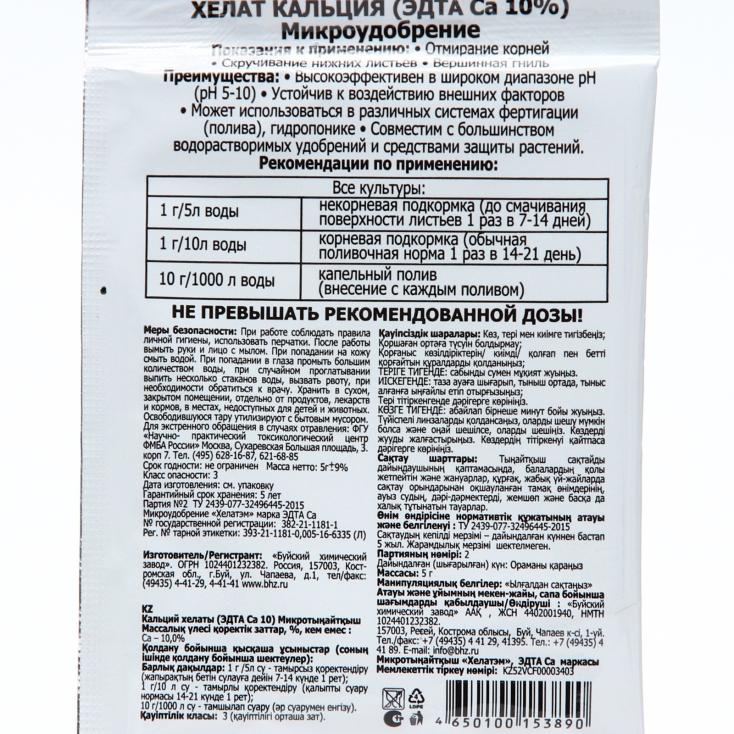 ХЕЛАТ КАЛЬЦИЯ (ЭДТА Са 10%)
Микроудобрение
Показания к применению: • Отмирание корней
• Скручивание нижних листьев • Вершинная гниль
Преимущества: • Высокоэффективен в широком диапазоне pH
(pH 5-10) • Устойчив к воздействию внешних факторов
• Может использоваться в различных системах фертигации
(полива), гидропонике • Совместим с большинством
водорастворимых удобрений и средствами защиты растений.
Рекомендации по применению:
Все культуры:
1 г/5л воды
некорневая подкормка (до смачивания
поверхности листьев 1 раз в 7-14 дней)
1 г/10л воды
корневая подкормка (обычная
поливочная норма 1 раз в 14-21 день)
10 г/1000 л воды
капельный полив
(внесение с каждым поливом)
НЕ ПРЕВЫШАТЬ РЕКОМЕНДОВАННОЙ ДОЗЫ!
Меры безопасности: При работе соблюдать правила
личной гигиены, использовать перчатки. После работы
вымыть руки и лицо с мылом. При попадании на кожу
смыть водой. При попадании в глаза промыть большим
количеством воды, при случайном проглатывании
выпить несколько стаканов воды, вызвать рвоту, при
необходимости обратиться к врачу. Хранить в сухом,
закрытом помещении, отдельно от продуктов, лекарств
и кормов, в местах, недоступных для детей и животных.
Освободившуюся тару утилизируют с бытовым мусором.
Для экстренного обращения в случаях отравления: ФГУ
«Научно- практический токсикологический центр
ФМБА России» Москва, Сухаревская Большая площадь, 3.
корп 7. Тел. (495) 628-16-87, 621-68-85
Срок годности: не ограничен Масса нетто: 5г±9%
Класс опасности: 3
Дата изготовления: см. упаковку
Гарантийный срок хранения: 5 лет
Партия №2 ТУ 2439-077-32496445-2015
Микроудобрение «Хелатэм» марка ЭДТА Са
№ государственной регистрации: 382-21-1181-1
Рег. № тарной этикетки: 393-21-1181-0,005-16-6335 (Л)
Изготовитель/Регистрант: «Буйский химический
завод». ОГРН 1024401232382. Россия, 157003, Кост-
ромская обл., г.Буй, ул. Чапаева, д.1, тел/факс:
(49435) 4-41-29, 4-41-41 www.bhz.ru
KZ
Кальций хелаты (ЭДТА Са 10) Микротыңайтқыш
Массалық үлесі қоректік заттар, %, кем емес :
Са – 10,0%
Қолдану бойынша қысқаша ұсыныстар (соның
ішінде қолдану бойынша шектеулер):
Барлық дақылдар: 1 г /5л су - тамырсыз қоректендіру
(жапырақтың бетін сулауға дейін 7-14 күнде 1 рет);
1 г/10 л су - тамырлы қоректендіру (қалыпты суару
нормасы 14-21 күнде 1 рет);
10 г/1000 л су - тамшылап суару (әр суарумен енгізу).
Қауіптілік класы: 3 (қауіптілігі орташа зат).
Қауіпсіздік шаралары: Көз, тері мен киімге тигізбеңіз;
Қоршаған ортаға түсуін болдырмау;
Қорғаныс көзілдіріктерін/ киімді/ қолғап пен бетті
қорғайтын құралдарды қолданыңыз;
ТЕРІГЕ ТИГЕНДЕ: сабынды сумен мұқият жуыңыз.
ИІСКЕГЕНДЕ: таза ауаға шығарып, тыныш ортада, тыныс
алғанға ыңғайлы етіп отырғызыңыз;
Тері тітіркенгенде дәрігерге көрініңіз.
КӨЗГЕ ТИГЕНДЕ: абайлап бірнеше минут бойы жуыңыз.
Түйіспелі линзаларды қолдансаңыз, оларды шешу мүмкін
болса және оңай шешілсе, оларды шешіңіз. Көздерді
жууды жалғастырыңыз. Көздердің тітіркенуі қайтпаса
дәрігерге көрініңіз.
Сақтау шарттары: Тыңайтқыш сақтайды
дайындаушының қаптамасында, балалардың қолы
жетпейтін және жануарлар, құрғақ, жабық үй-жайларда
сақтау орындарынан оқшауланған тамақ өнімдерінің,
ауыз судың, дәрі-дәрмектерді, жемшөп және басқа да
халық тұтынатын тауарлар.
Өнім өндірісіне нормативтік құжатының атауы
және белгіленуі : ТУ 2439-077-32496445-2015
Сақтаудың кепілді мерзімі – дайындалған күннен бастап
5 жыл. Жарамдылық мерзімі шектелмеген.
Партияның нөмірі: 2
Дайындалған (шығарылған) күн: Ораманы қараңыз
Массасы: 5 г
Манипуляциялық белгілер: «Ылғалдан сақтаңыз»
Атауы және ұйымның мекен-жайы, сапа бойынша
шағымдарды қабылдаушы/Өндіруші : «Буйский
химический завод» ААҚ , ЖСН 4402001940, НМТН
1024401232382.
157003, Ресей, Кострома облысы, Буй, Чапаев к-сі, 1-үй.
Тел./факс: +7 (49435) 4 41 29, 41395. Тел.: +7 (49435) 4
41 89. E-mail: info@bhz.ru
Микротыңайтқыш «Хелатэм», ЭДТА Са маркасы
Мемлекеттік тіркеу нөмірі: KZ52VCF00003403
LDPE
4 650100 153890